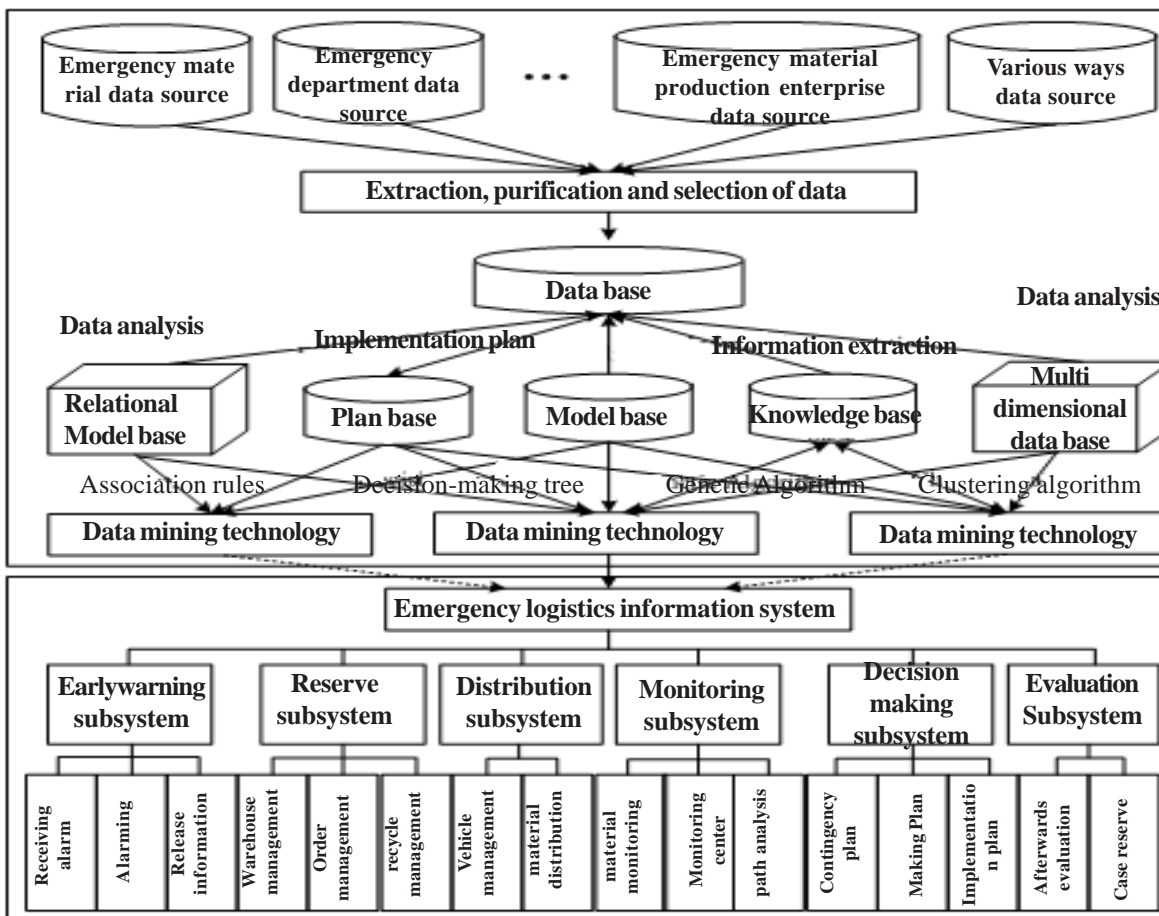 Emergency mate
rial data source
Emergency
department data
source
...
Emergency material
production enterprise
data source
Various ways
data source
Extraction, purification and selection of data
Data base
Data analysis
Data analysis
Implementation plan
Information extraction
Relational
Model base
Plan base
Model base
Knowledge base
Multi
dimensional
data base
Association rules
Decision-making tree
Genetic Algorithm
Clustering algorithm
Data mining technology
Data mining technology
Data mining technology
Emergency logistics information system
Earlywarning
subsystem
Reserve
subsystem
Distribution
subsystem
Monitoring
subsystem
Decision
making
subsystem
Evaluation
Subsystem
Receiving
alarm
Alarming
Release
information
Warehouse
management
Order
management
recycle
management
Vehicle
management
material
distribution
material
monitoring
Monitoring
center
path analysis
Contingency
plan
Making Plan
Implementatio
n plan
Afterwards
evaluation
Case reserve